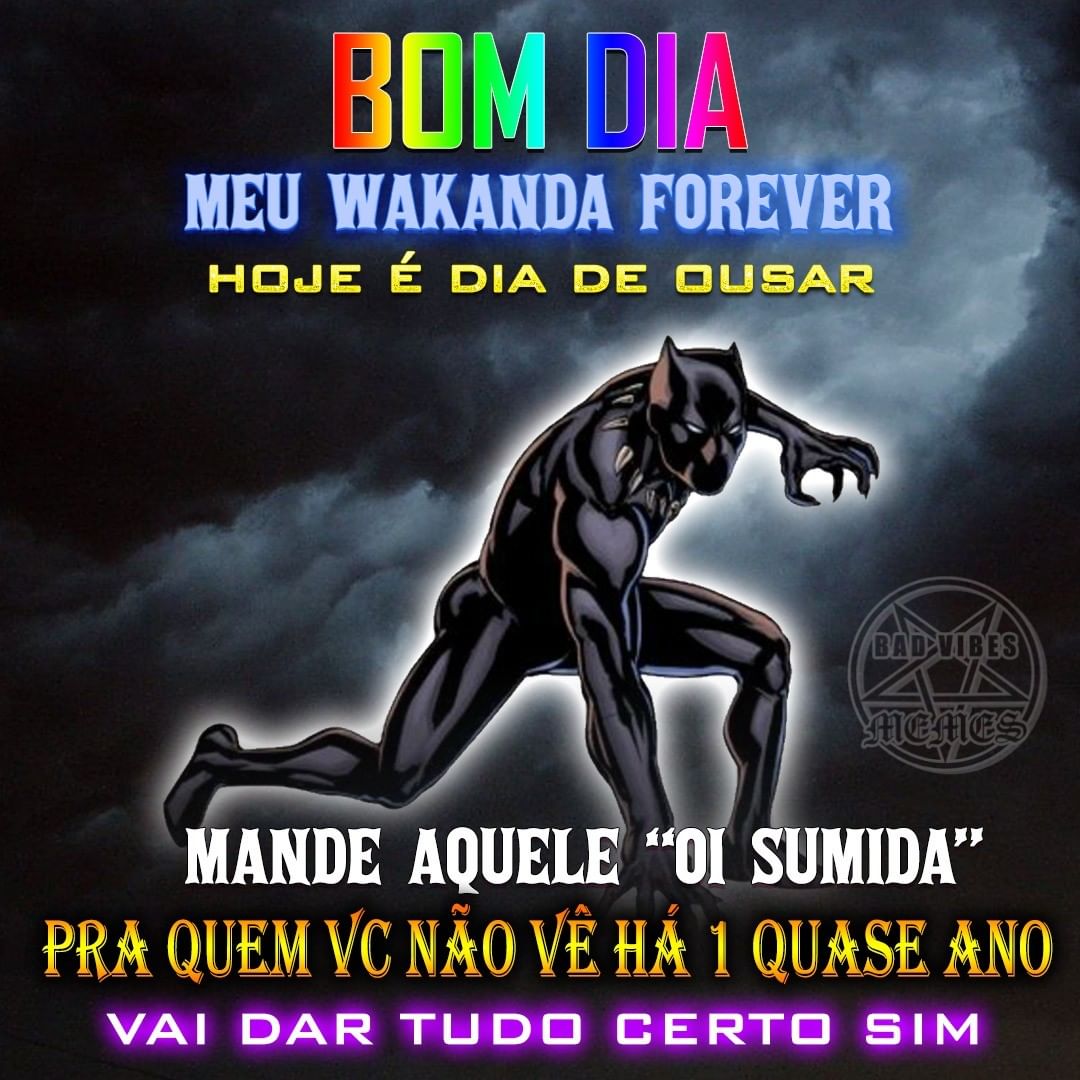 BOM DIA
MEU WAKANDA FOREVER
HOJE É DIA DE OUSAR
BAD VIBES
MEMES
MANDE AQUELE “OI SUMIDA”
PRA QUEM VC NÃO VÊ HÁ 1 QUASE ANO
VAI DAR TUDO CERTO SIM